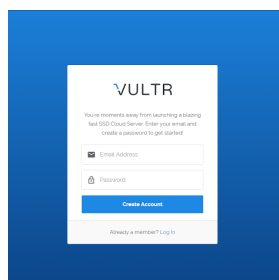 VULTR
You're moments away from launching a blazing
fast SSD Cloud Server. Enter your email and
create a password to get started!
Email Address
Password
Create Account
Already a member? Log In